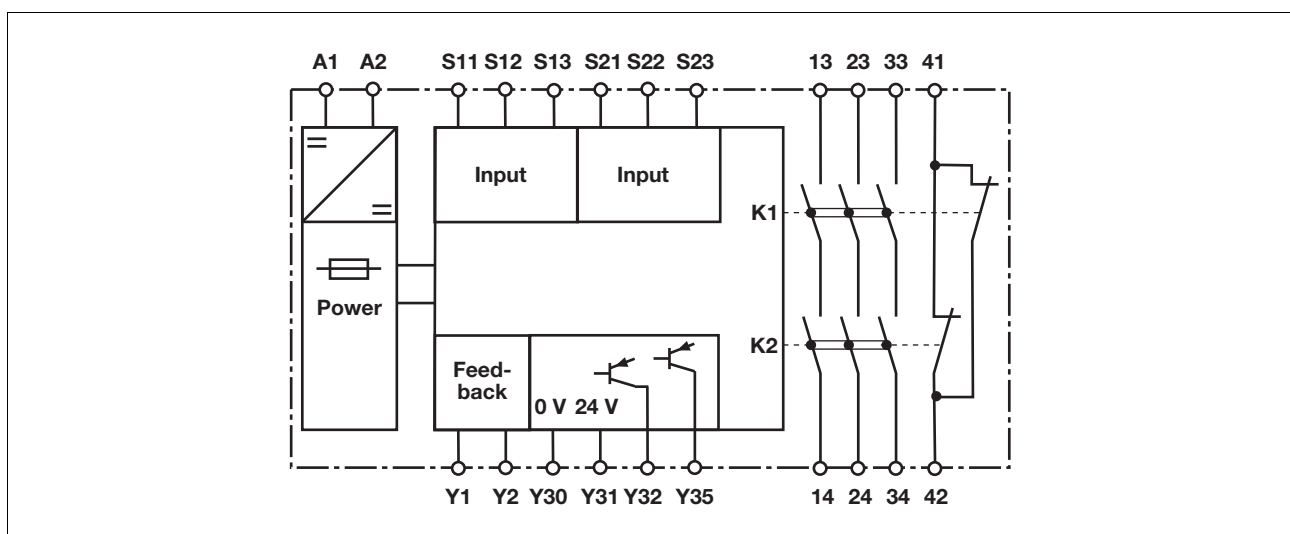 A1 A2 S11 S12 S13 S21 S22 S23 13 23 33 41
Input Input
K1
Power
K2
Feed-
back
0 V 24 V
Y1 Y2 Y30 Y31 Y32 Y35 14 24 34 42